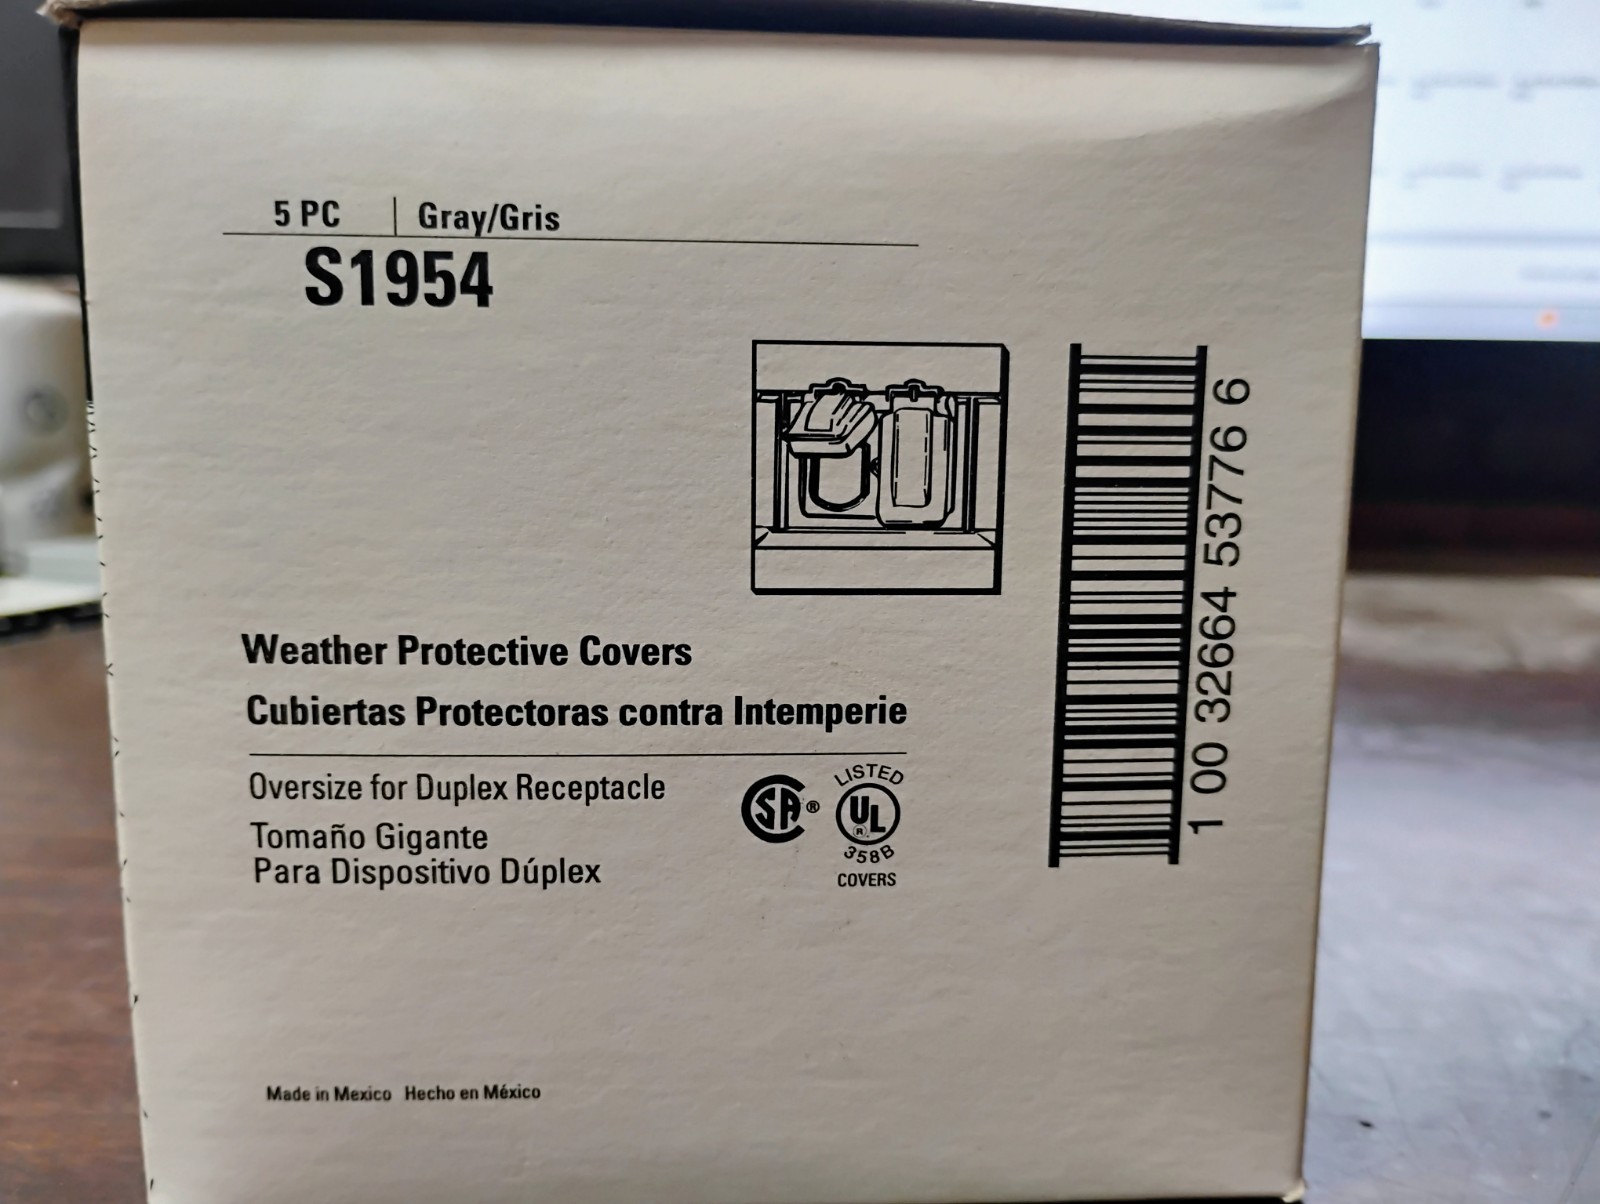 5 PC | Gray/Gris
S1954
Weather Protective Covers
Cubiertas Protectoras contra Intemperie
Oversize for Duplex Receptacle
Tomaño Gigante
Para Dispositivo Dúplex
SA®
LISTED
UL
®
358B
COVERS
1 00 32664 53776 6
Made in Mexico Hecho en México